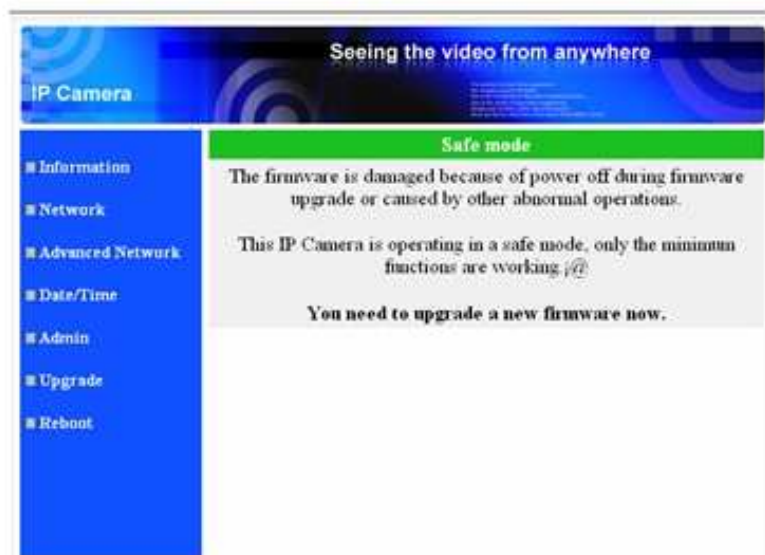 Seeing the video from anywhere
IP Camera
Information
Network
Advanced Network
Date/Time
Admin
Upgrade
Reboot
Safe mode
The firmware is damaged because of power off during firmware
upgrade or caused by other abnormal operations.
This IP Camera is operating in a safe mode, only the minimum
functions are working.¡@
You need to upgrade a new firmware now.